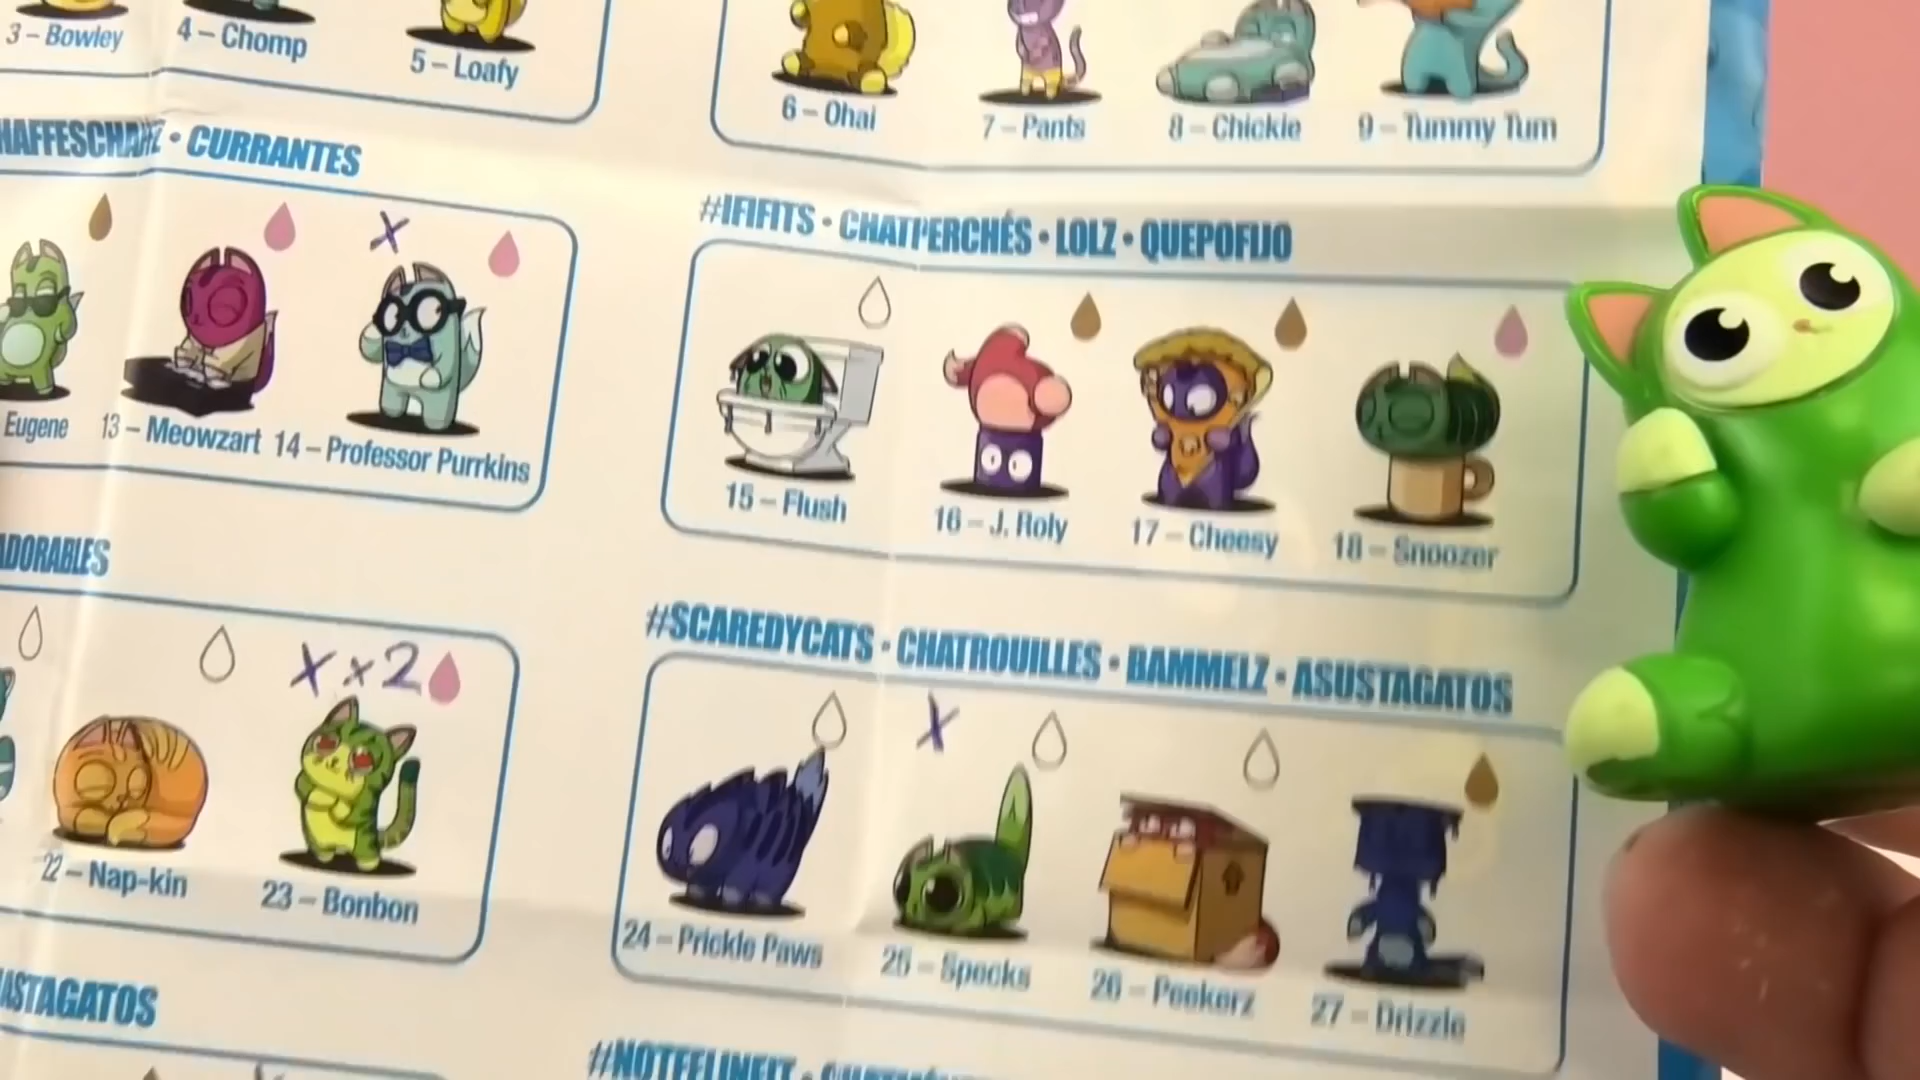 3 – Bowley
4 – Chomp
5 – Loafy
6 – Ohai
7 – Pants
8 – Chickie
9 – Tummy Tum
• CURRANTES
Eugene
13 – Meowzart
14 – Professor Purrkins
X
#IFIFITS • CHATPERCHÉS • LOLZ • QUEPOFIJO
15 – Flush
16 – J. Roly
17 – Cheesy
18 – Snoozer
ADORABLES
X x 2
22 – Nap-kin
23 – Bonbon
#SCAREDYCATS • CHATROUILLES • BAMMELZ • ASUSTAGATOS
X
24 – Prickle Paws
25 – Specks
26 – Peekerz
27 – Drizzle
ASTAGATOS